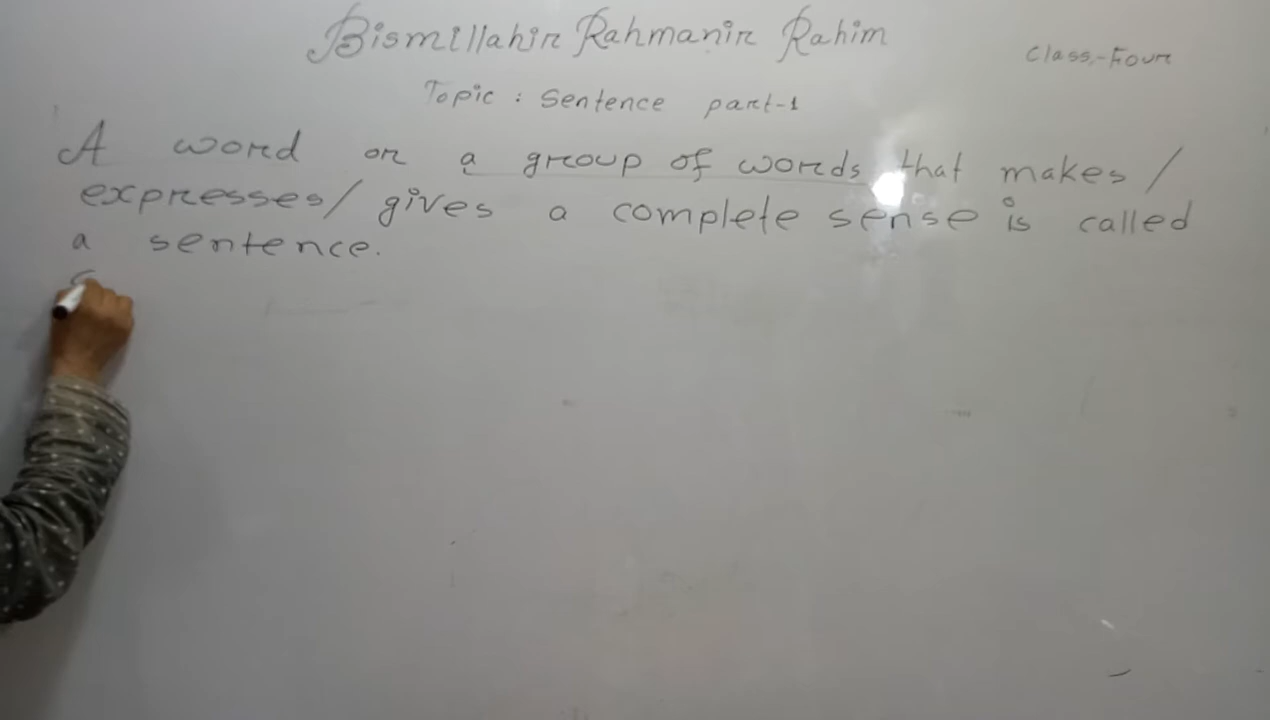 Bismillahir Rahmanir Rahim
Class-Four
Topic : Sentence part-1
A word or a group of words that makes /
expresses/ gives a complete sense is called
a sentence.